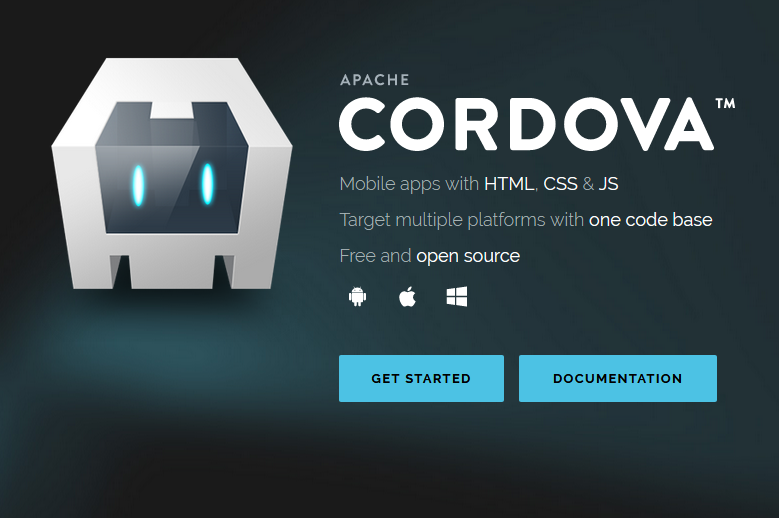 APACHE
CORDOVA™
Mobile apps with HTML, CSS & JS
Target multiple platforms with one code base
Free and open source
GET STARTED
DOCUMENTATION